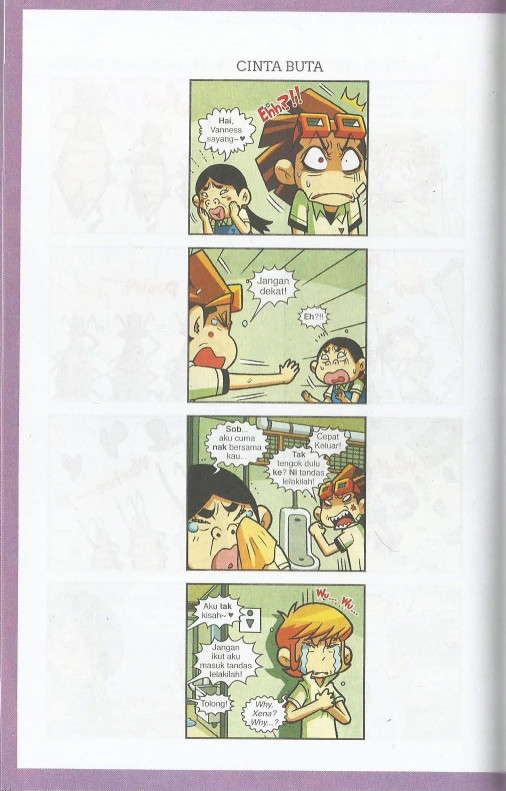 CINTA BUTA
Hai,
Vanness
sayang~ ♥
Ehh?!!
Jangan
dekat!
Eh?!!
Sob...
aku cuma
nak bersama
kau...
Cepat
Keluar!
Tak
tengok dulu
ke? Ni tandas
lelakilah!
Wu... Wu...
Aku tak
kisah~ ♥
Jangan
ikut aku
masuk tandas
lelakilah!
Tolong!
Why,
Xena?
Why...?